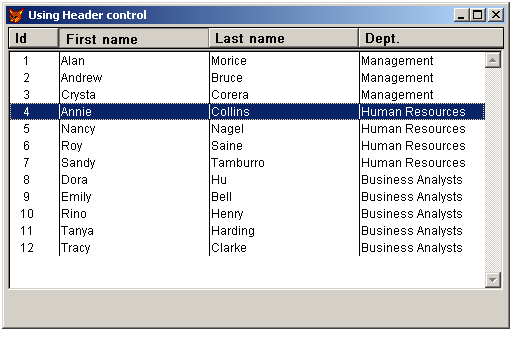 Using Header control
Id First name Last name Dept.
1 Alan Morice Management
2 Andrew Bruce Management
3 Crysta Corera Management
4 Annie Collins Human Resources
5 Nancy Nagel Human Resources
6 Roy Saine Human Resources
7 Sandy Tamburro Human Resources
8 Dora Hu Business Analysts
9 Emily Bell Business Analysts
10 Rino Henry Business Analysts
11 Tanya Harding Business Analysts
12 Tracy Clarke Business Analysts